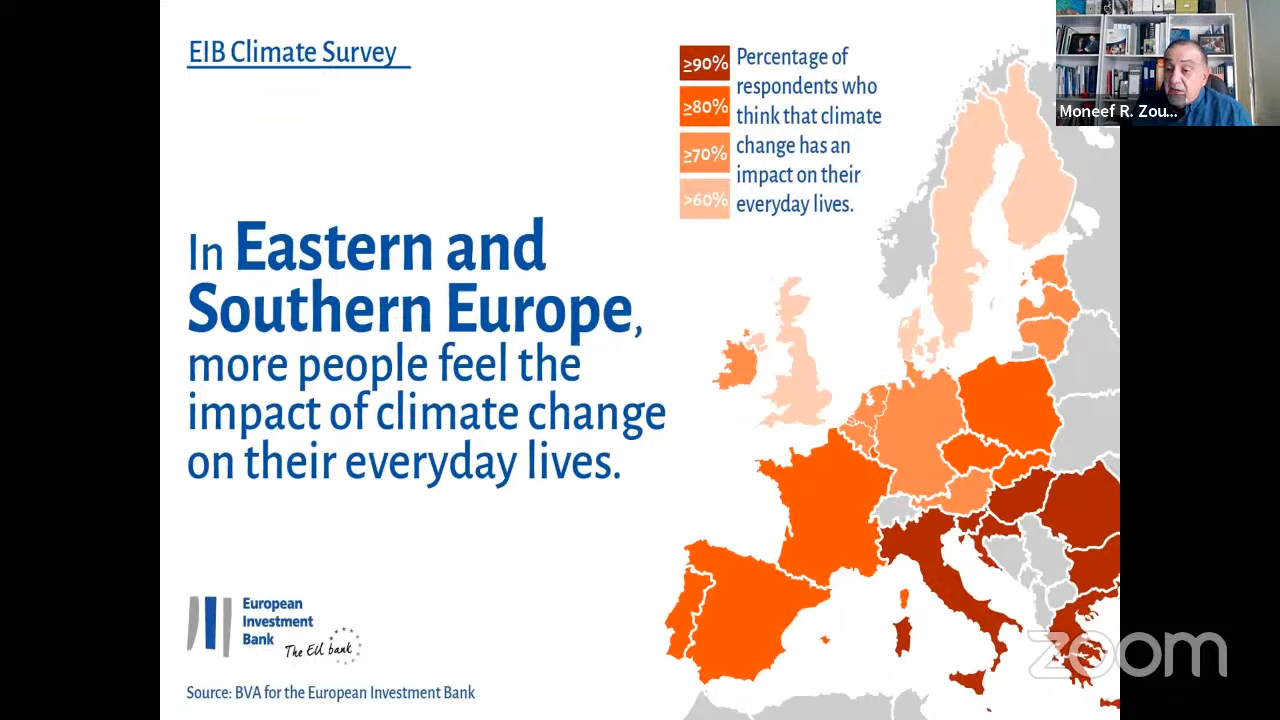 EIB Climate Survey
≥90%
≥80%
≥70%
>60%
Percentage of
respondents who
think that climate
change has an
impact on their
everyday lives.
Moneef R. Zou...
In Eastern and
Southern Europe,
more people feel the
impact of climate change
on their everyday lives.
European
Investment
Bank
The EU bank
Source: BVA for the European Investment Bank
zoom